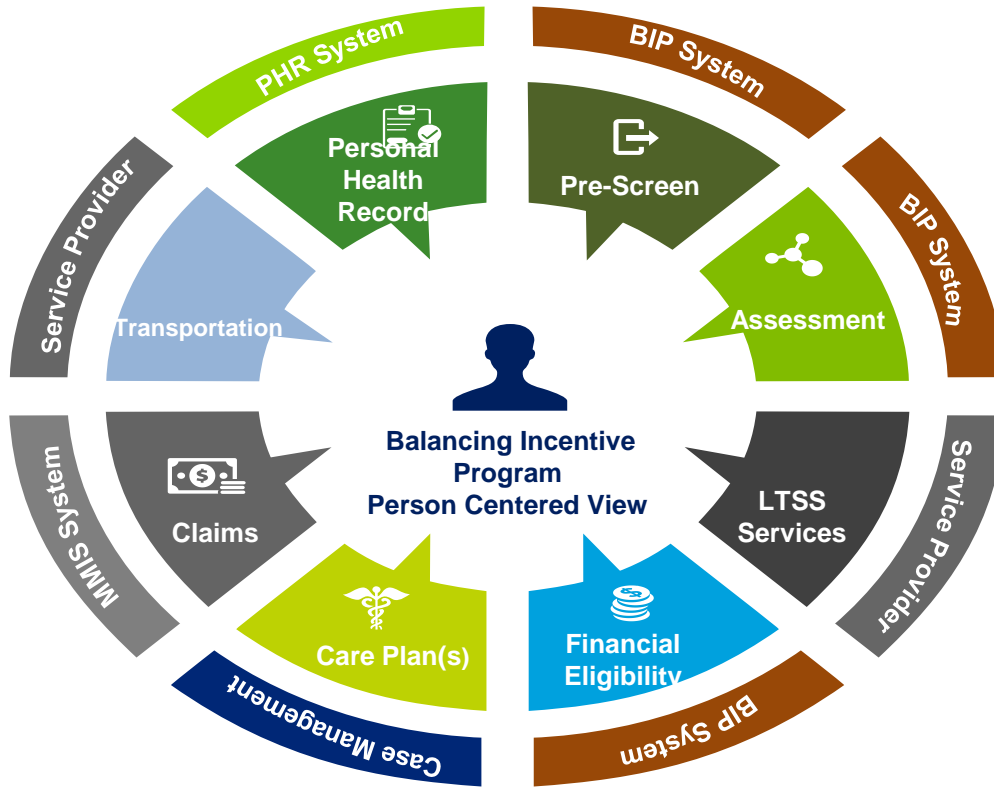 PHR System
BIP System
Personal
Health
Record
Pre-Screen
Service Provider
BIP System
Transportation
Assessment
Balancing Incentive
Program
Person Centered View
MMIS System
Claims
LTSS
Services
Service Provider
Care Plan(s)
Financial
Eligibility
Case Management
BIP System